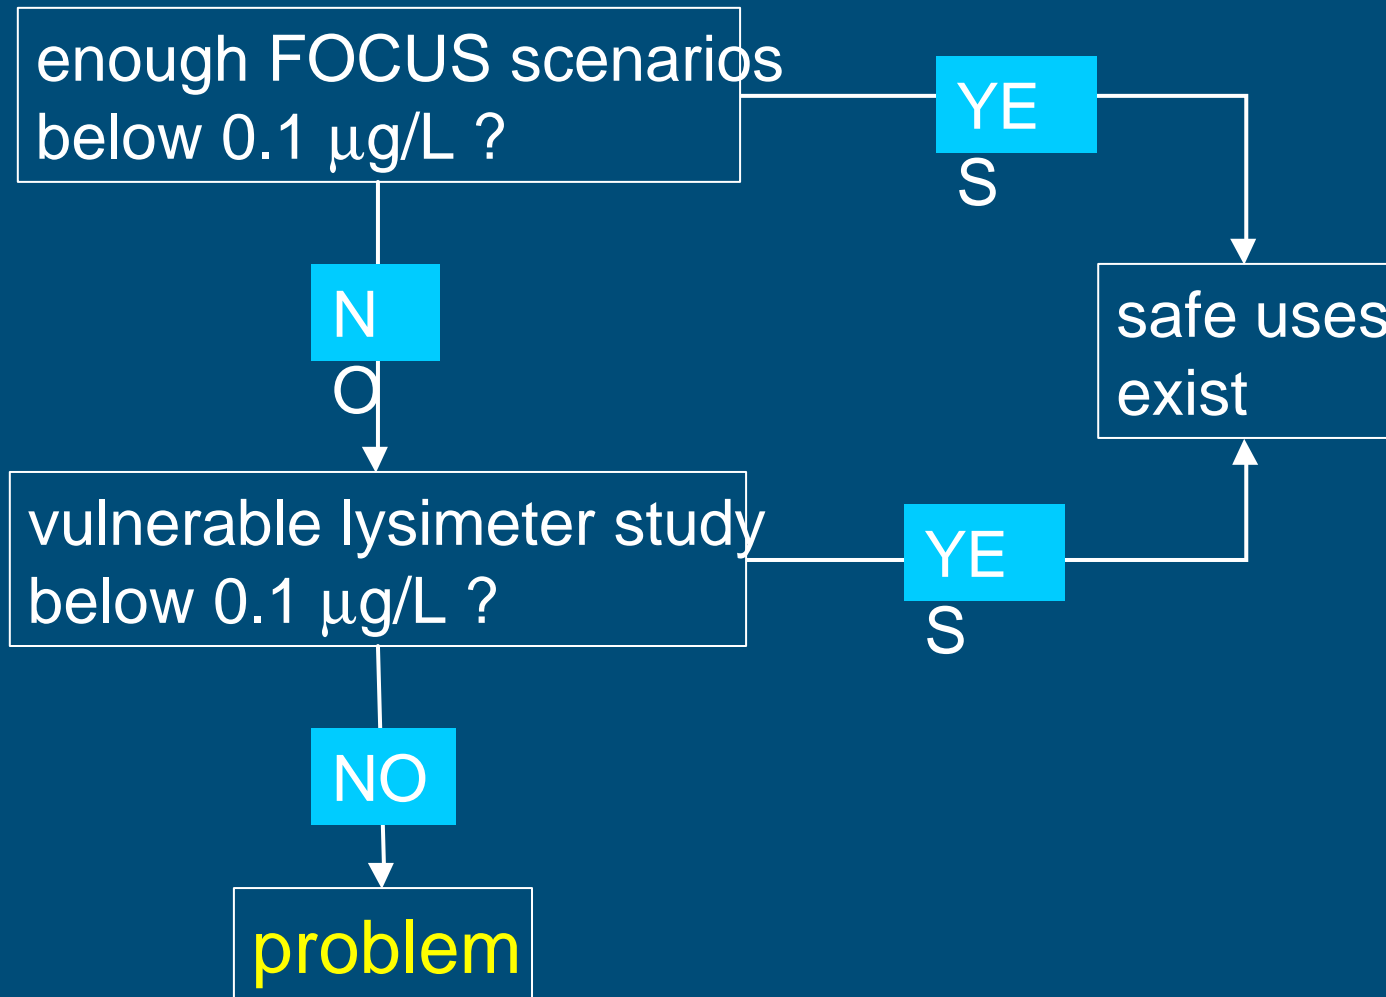 enough FOCUS scenarios
below 0.1 μg/L ?
YE
S
N
O
safe uses
exist
vulnerable lysimeter study
below 0.1 μg/L ?
YE
S
NO
problem